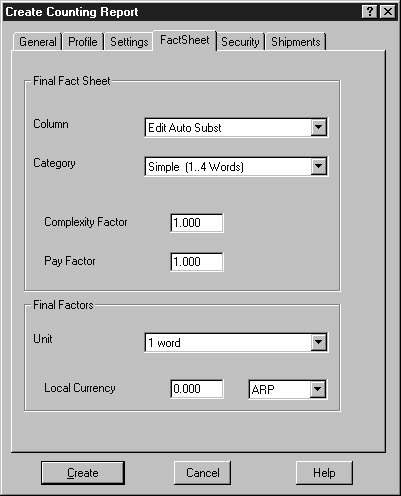 Create Counting Report
General Profile Settings FactSheet Security Shipments
Final Fact Sheet
Column Edit Auto Subst
Category Simple (1..4 Words)
Complexity Factor 1.000
Pay Factor 1.000
Final Factors
Unit 1 word
Local Currency 0.000 ARP
Create Cancel Help